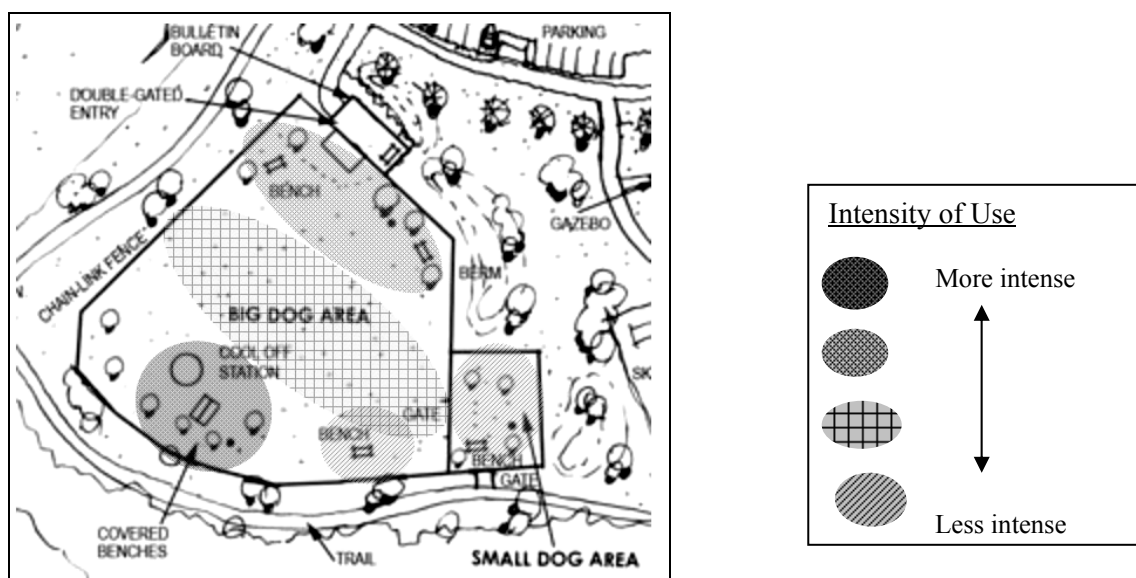 BULLETIN
BOARD
PARKING
DOUBLE-GATED
ENTRY
BENCH
GAZEBO
CHAIN-LINK FENCE
BERM
BIG DOG AREA
COOL OFF
STATION
SK
GATE
BENCH
BENCH
GATE
COVERED
BENCHES
TRAIL
SMALL DOG AREA
Intensity of Use
More intense
Less intense